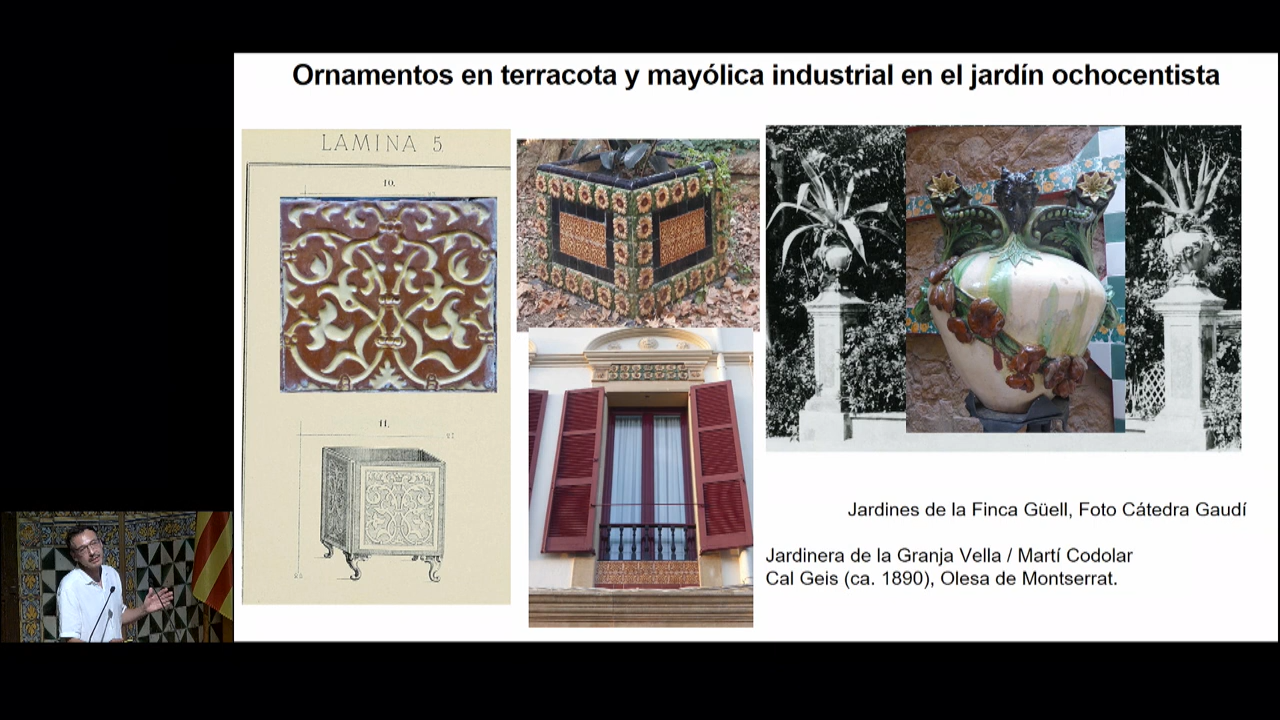 Ornamentos en terracota y mayólica industrial en el jardín ochocentista
LAMINA 5
10.
11.
Jardines de la Finca Güell, Foto Cátedra Gaudí
Jardinera de la Granja Vella / Martí Codolar
Cal Geis (ca. 1890), Olesa de Montserrat.